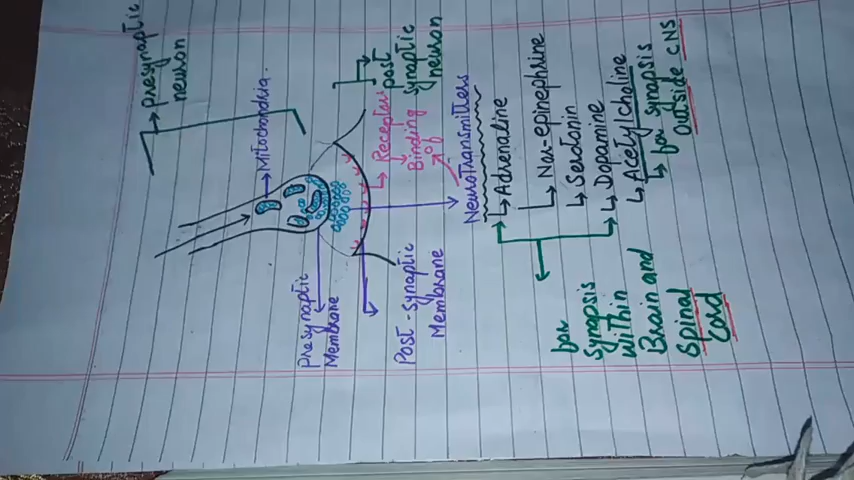 presynaptic
neuron
Mitochondria
post
synaptic
neuron
Receptor
Binding
Presynaptic
Membrane
Post-synaptic
Membrane
NeuroTransmitters
Adrenaline
Nor-epinephrine
Serotonin
Dopamine
Acetylcholine
for synapsis
outside CNS
for
synapsis
within
Brain and
Spinal
Cord